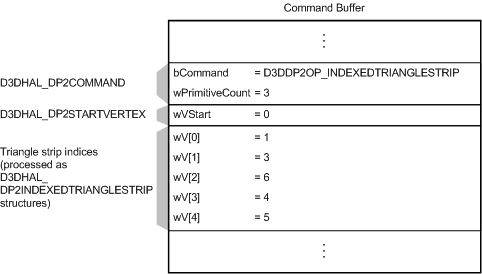 Command Buffer
D3DHAL_DP2COMMAND
bCommand = D3DDP2OP_INDEXEDTRIANGLESTRIP
wPrimitiveCount = 3
D3DHAL_DP2STARTVERTEX
wVStart = 0
Triangle strip indices
(processed as
D3DHAL_
DP2INDEXEDTRIANGLESTRIP
structures)
wV[0] = 1
wV[1] = 3
wV[2] = 6
wV[3] = 4
wV[4] = 5